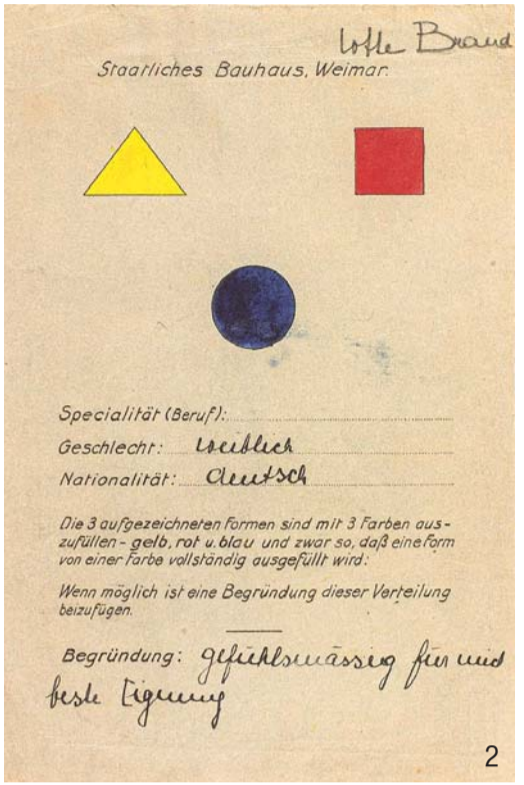 Lotte Brand
Staatliches Bauhaus, Weimar.
Specialität (Beruf):
Geschlecht: weiblich
Nationalität: deutsch
Die 3 aufgezeichneten Formen sind mit 3 Farben aus-
zufüllen - gelb, rot u. blau und zwar so, daß eine Form
von einer Farbe vollständig ausgefüllt wird:
Wenn möglich ist eine Begründung dieser Verteilung
beizufügen.
Begründung: gefühlsmässig für mich
beste Eignung
2